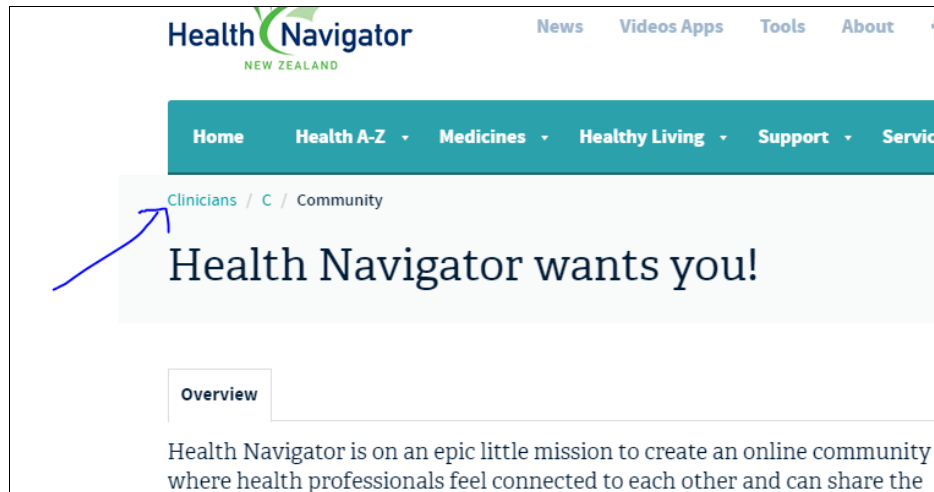 Health Navigator
NEW ZEALAND
News Videos Apps Tools About
Home Health A-Z Medicines Healthy Living Support
Clinicians / C / Community
Health Navigator wants you!
Overview
Health Navigator is on an epic little mission to create an online community
where health professionals feel connected to each other and can share the